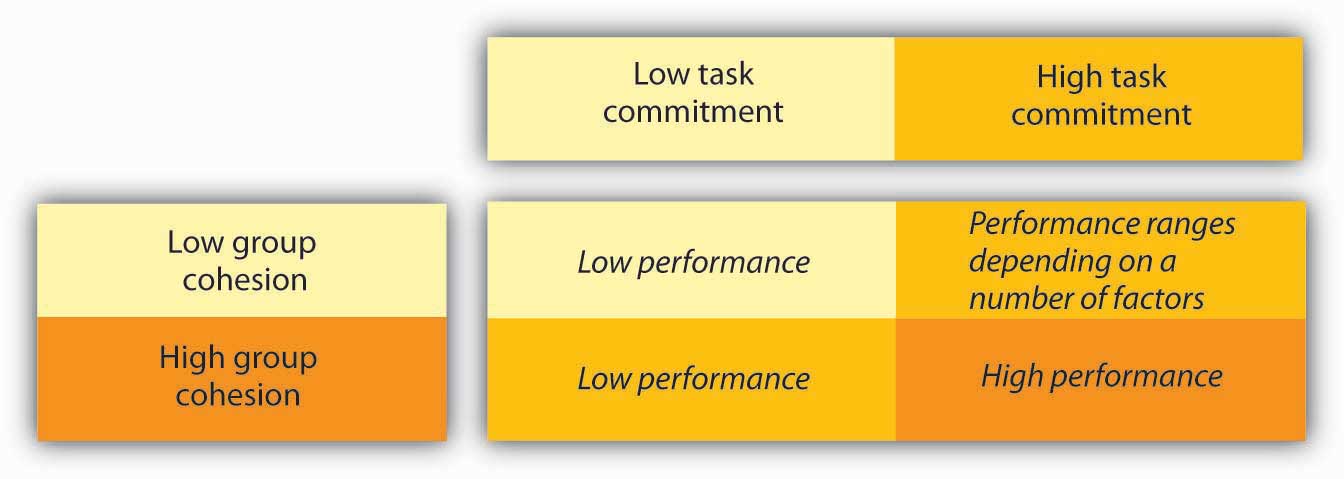 Low task
commitment
High task
commitment
Low group
cohesion
Low performance
Performance ranges
depending on a
number of factors
High group
cohesion
Low performance
High performance